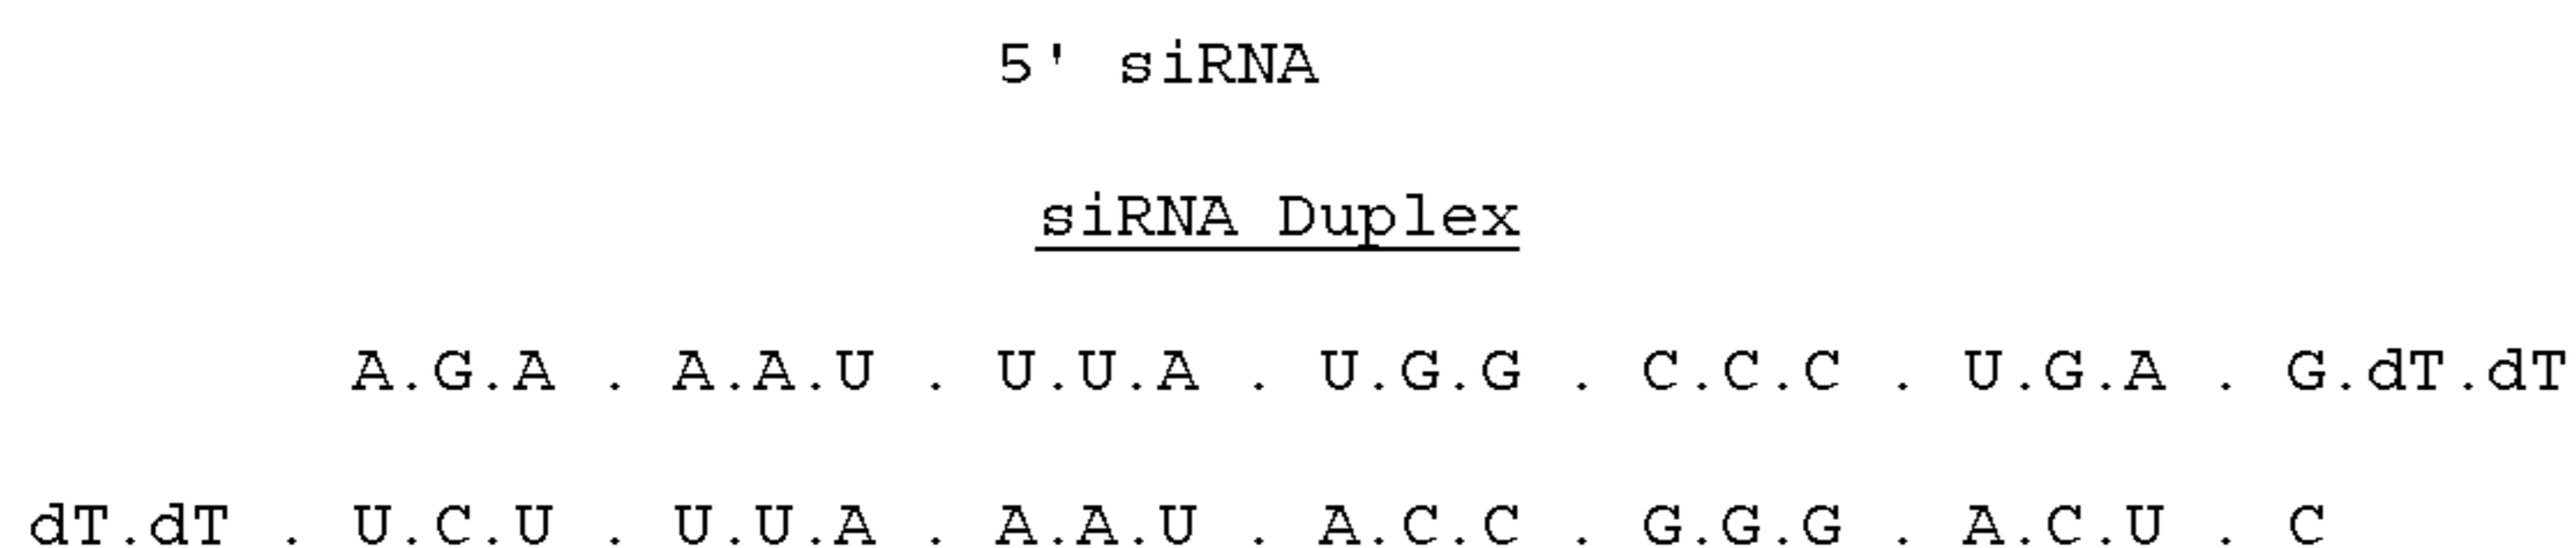 5' siRNA
siRNA Duplex
A.G.A . A.A.U . U.U.A . U.G.G . C.C.C . U.G.A . G.dT.dT
dT.dT . U.C.U . U.U.A . A.A.U . A.C.C . G.G.G . A.C.U . C